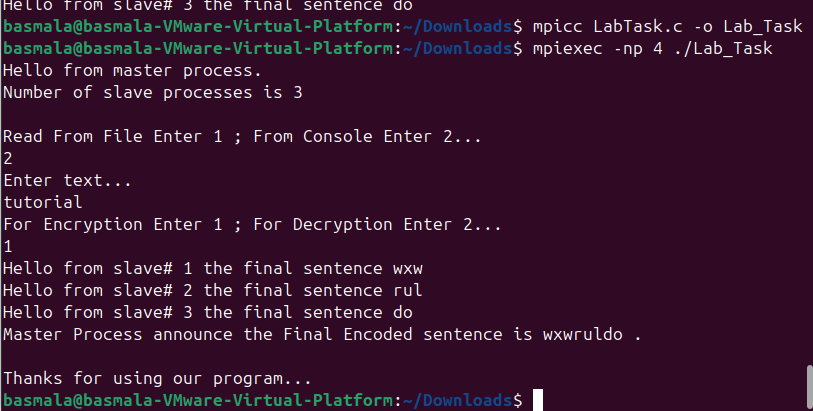 Hello from slave# 3 the final sentence do
basmala@basmala-VMware-Virtual-Platform:~/Downloads$ mpicc LabTask.c -o Lab_Task
basmala@basmala-VMware-Virtual-Platform:~/Downloads$ mpiexec -np 4 ./Lab_Task
Hello from master process.
Number of slave processes is 3
Read From File Enter 1 ; From Console Enter 2...
2
Enter text...
tutorial
For Encryption Enter 1 ; For Decryption Enter 2...
1
Hello from slave# 1 the final sentence wxw
Hello from slave# 2 the final sentence rul
Hello from slave# 3 the final sentence do
Master Process announce the Final Encoded sentence is wxwruldo .
Thanks for using our program...
basmala@basmala-VMware-Virtual-Platform:~/Downloads$